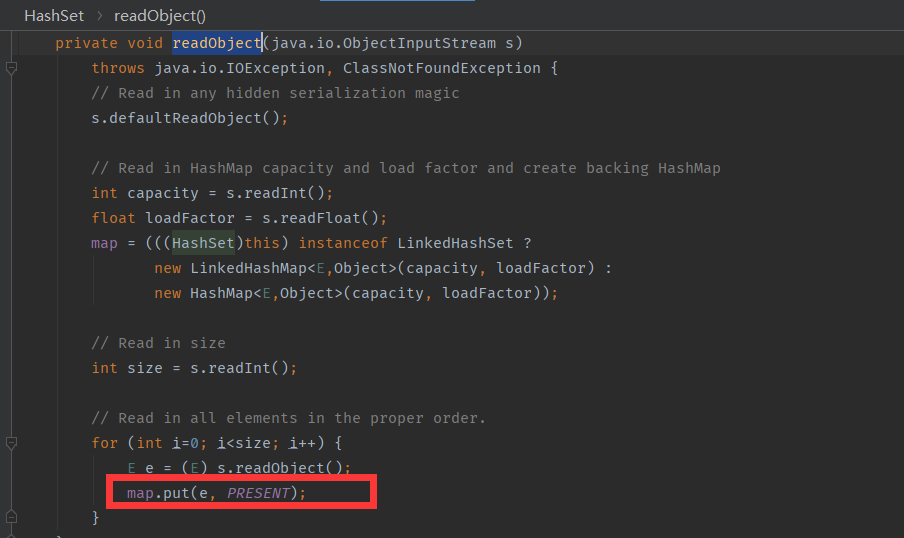 HashSet > readObject()
private void readObject(java.io.ObjectInputStream s)
throws java.io.IOException, ClassNotFoundException {
// Read in any hidden serialization magic
s.defaultReadObject();
// Read in HashMap capacity and load factor and create backing HashMap
int capacity = s.readInt();
float loadFactor = s.readFloat();
map = (((HashSet)this) instanceof LinkedHashSet ?
new LinkedHashMap<E,Object>(capacity, loadFactor) :
new HashMap<E,Object>(capacity, loadFactor));
// Read in size
int size = s.readInt();
// Read in all elements in the proper order.
for (int i=0; i<size; i++) {
E e = (E) s.readObject();
map.put(e, PRESENT);
}